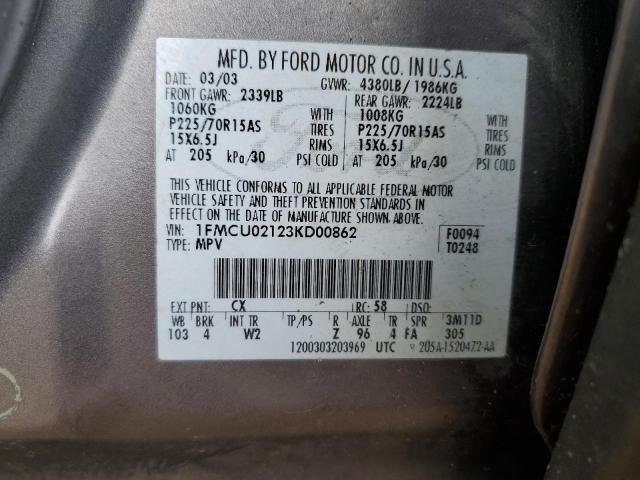 MFD. BY FORD MOTOR CO. IN U.S.A.
DATE: 03/03 GVWR: 4380LB/1986KG
FRONT GAWR: 2339LB REAR GAWR: 2224LB
1060KG WITH 1008KG WITH
P225/70R15AS TIRES P225/70R15AS TIRES
15X6.5J RIMS 15X6.5J RIMS
AT 205 kPa/30 PSI COLD AT 205 kPa/30 PSI COLD
THIS VEHICLE CONFORMS TO ALL APPLICABLE FEDERAL MOTOR
VEHICLE SAFETY AND THEFT PREVENTION STANDARDS IN
EFFECT ON THE DATE OF MANUFACTURE SHOWN ABOVE.
VIN: 1FMCU02123KD00862 F0094
TYPE: MPV T0248
EXT PNT: CX RC: 58 DSO:
WB BRK INT TR TP/PS R AXLE TR SPR 3M11D
103 4 W2 Z 96 4 FA 305
1200303203969 UTC 205A-1520472-AA